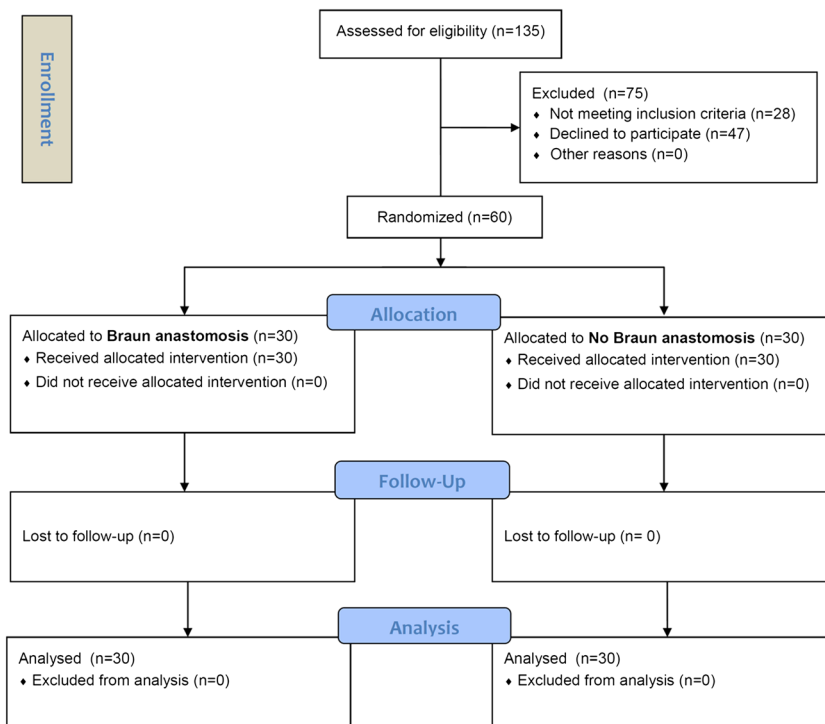 Enrollment
Assessed for eligibility (n=135)
Excluded (n=75)
♦ Not meeting inclusion criteria (n=28)
♦ Declined to participate (n=47)
♦ Other reasons (n=0)
Randomized (n=60)
Allocation
Allocated to Braun anastomosis (n=30)
♦ Received allocated intervention (n=30)
♦ Did not receive allocated intervention (n=0)
Allocated to No Braun anastomosis (n=30)
♦ Received allocated intervention (n=30)
♦ Did not receive allocated intervention (n=0)
Follow-Up
Lost to follow-up (n=0)
Lost to follow-up (n= 0)
Analysis
Analysed (n=30)
♦ Excluded from analysis (n=0)
Analysed (n=30)
♦ Excluded from analysis (n=0)